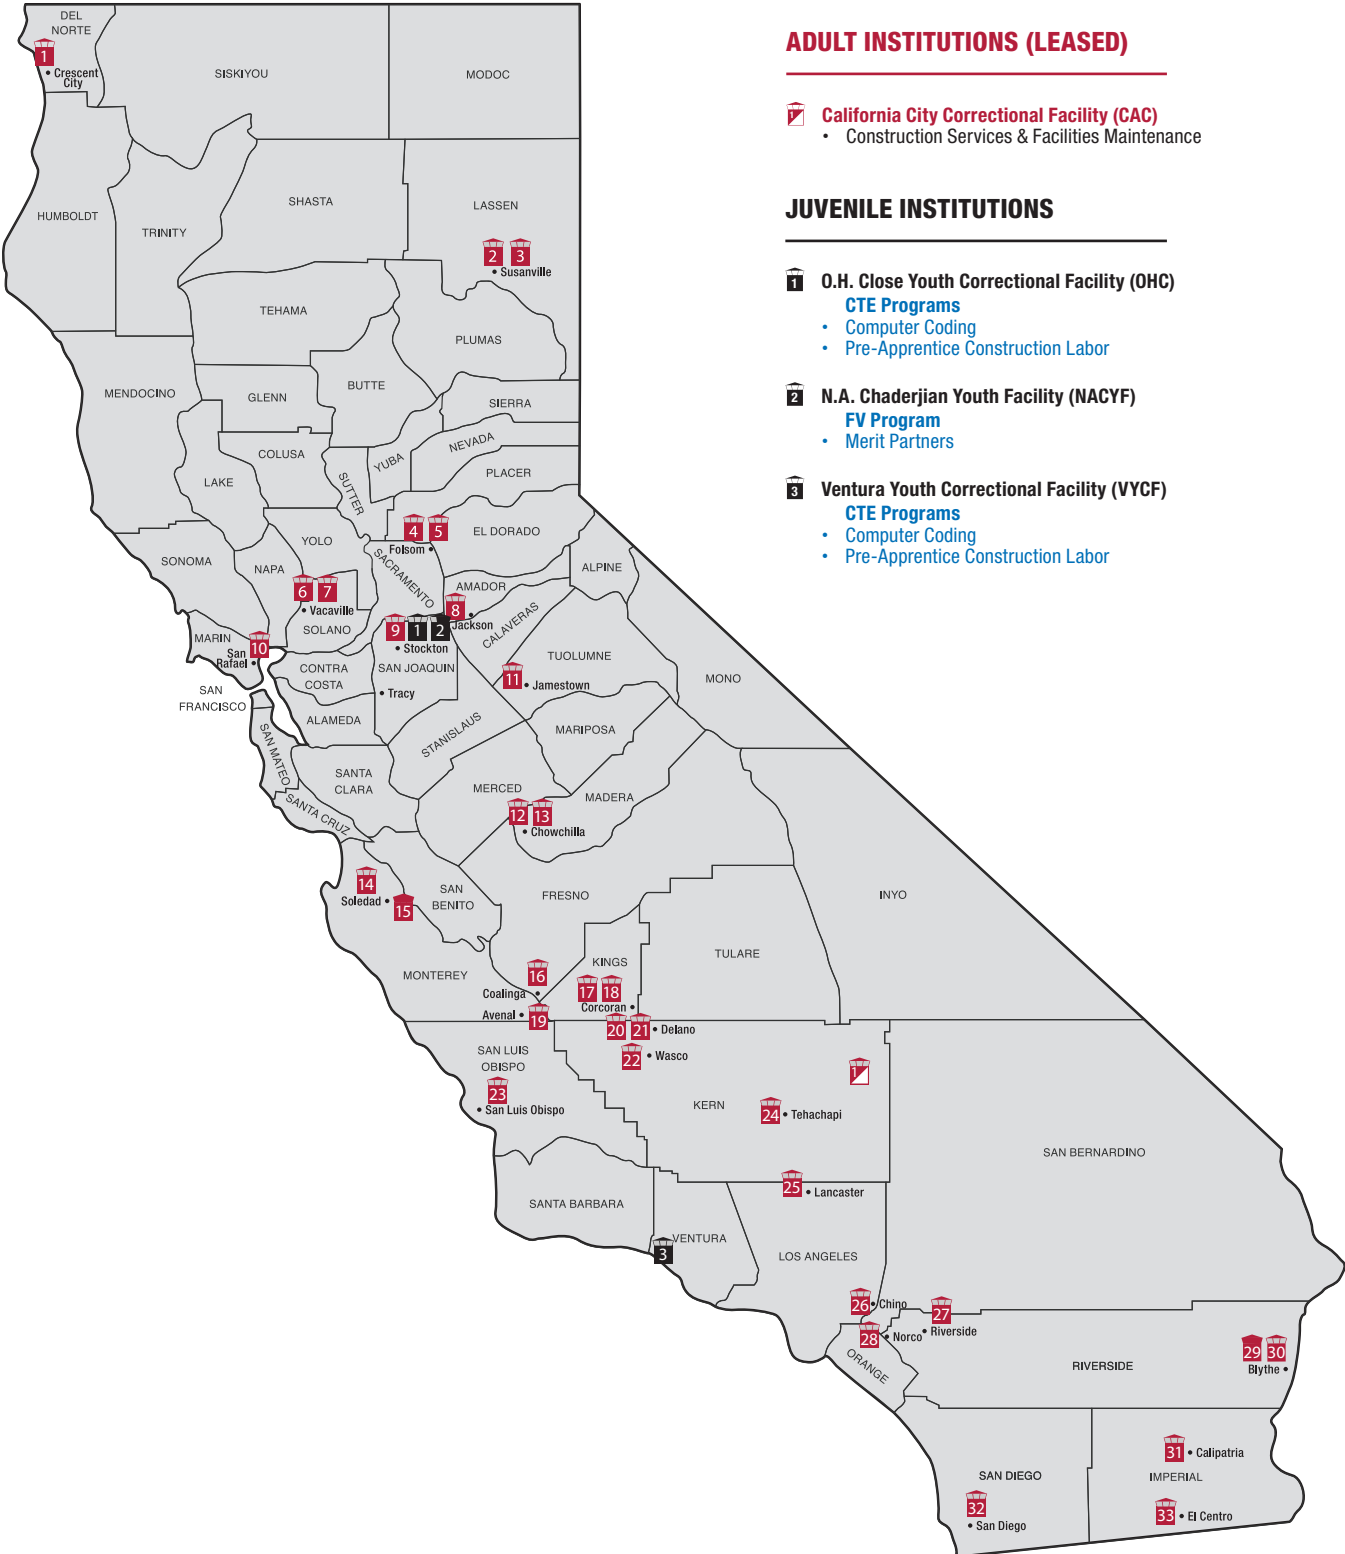 DEL
NORTE
1
Crescent
City
SISKIYOU
MODOC
HUMBOLDT
TRINITY
SHASTA
LASSEN
2 3
Susanville
TEHAMA
PLUMAS
MENDOCINO
GLENN
BUTTE
SIERRA
NEVADA
YUBA
COLUSA
SUTTER
PLACER
LAKE
4 5
Folsom
EL DORADO
YOLO
SONOMA
NAPA
SACRAMENTO
ALPINE
AMADOR
6 7
Vacaville
SOLANO
8
Jackson
CALAVERAS
9 1 2
Stockton
MARIN
10
San
Rafael
CONTRA
COSTA
SAN JOAQUIN
Tracy
TUOLUMNE
11
Jamestown
MONO
SAN
FRANCISCO
ALAMEDA
STANISLAUS
MARIPOSA
SAN MATEO
SANTA
CLARA
SANTA CRUZ
MERCED
MADERA
12 13
Chowchilla
14
Soledad
15
SAN
BENITO
FRESNO
INYO
TULARE
KINGS
MONTEREY
16
Coalinga
17 18
Corcoran
Avenal
19
20 21
Delano
22
Wasco
SAN LUIS
OBISPO
1
23
San Luis Obispo
KERN
24
Tehachapi
SAN BERNARDINO
25
Lancaster
SANTA BARBARA
3
VENTURA
LOS ANGELES
26
Chino
27
28
Norco
Riverside
ORANGE
29 30
Blythe
RIVERSIDE
31
Calipatria
SAN DIEGO
IMPERIAL
32
San Diego
33
El Centro
ADULT INSTITUTIONS (LEASED)
1 California City Correctional Facility (CAC)
• Construction Services & Facilities Maintenance
JUVENILE INSTITUTIONS
1 O.H. Close Youth Correctional Facility (OHC)
CTE Programs
• Computer Coding
• Pre-Apprentice Construction Labor
2 N.A. Chaderjian Youth Facility (NACYF)
FV Program
• Merit Partners
3 Ventura Youth Correctional Facility (VYCF)
CTE Programs
• Computer Coding
• Pre-Apprentice Construction Labor